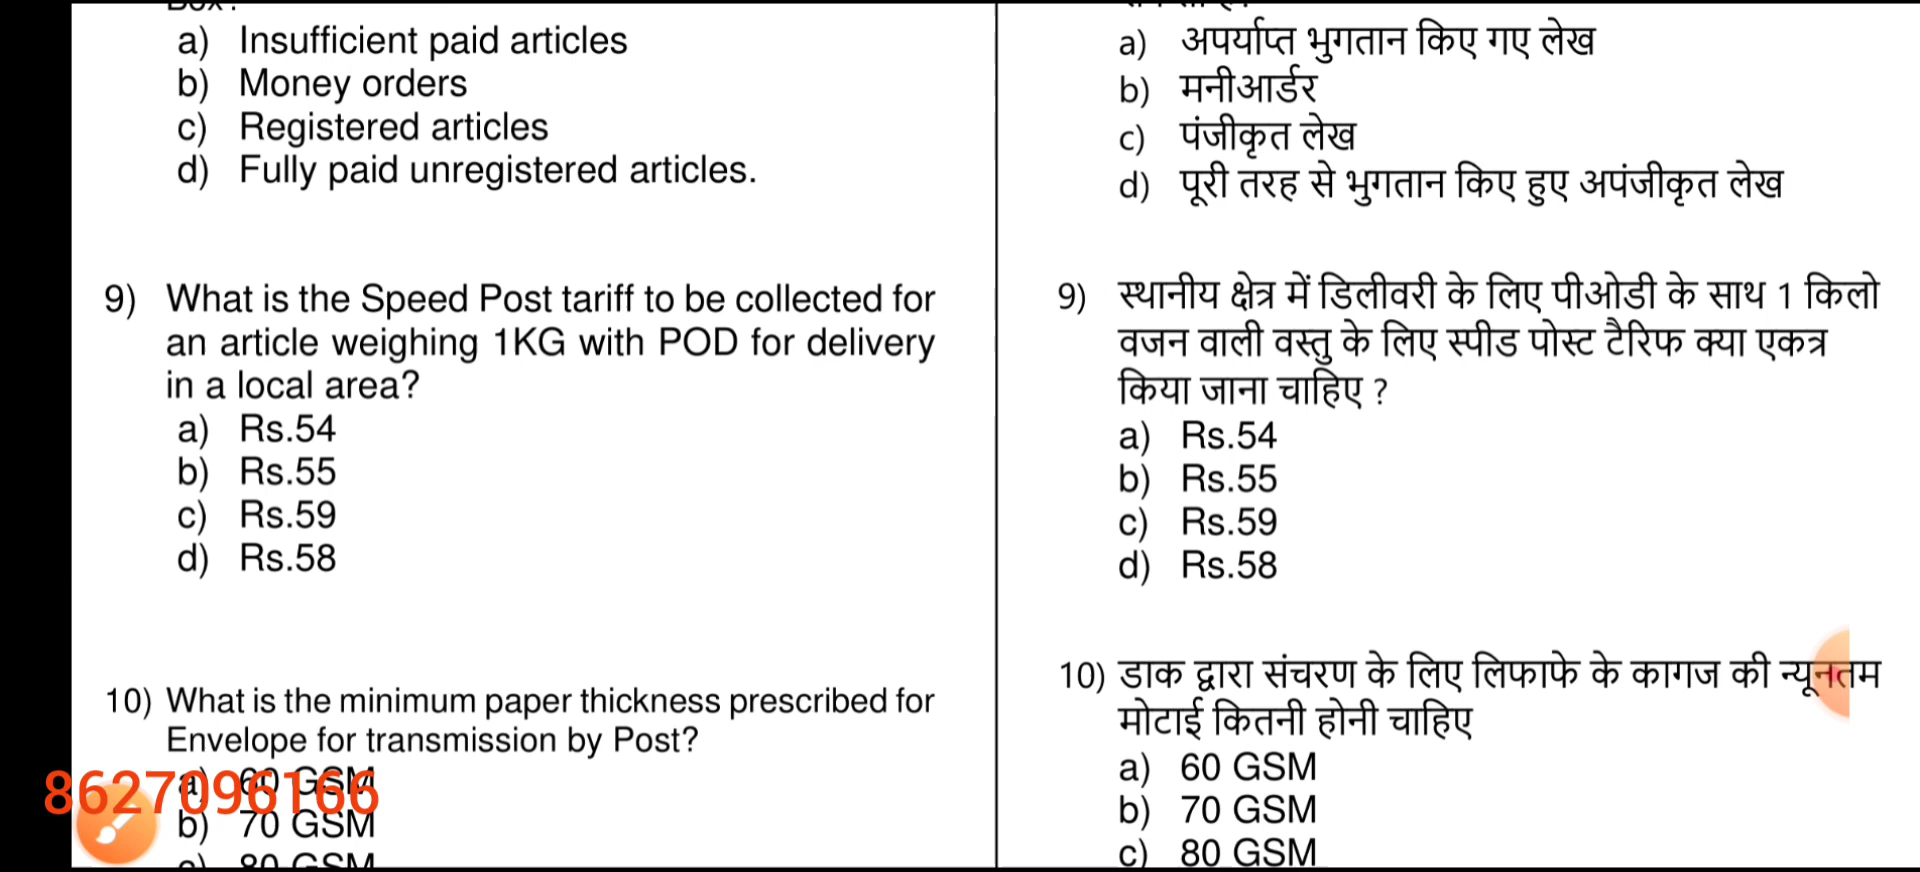 a) Insufficient paid articles
b) Money orders
c) Registered articles
d) Fully paid unregistered articles.
9) What is the Speed Post tariff to be collected for
an article weighing 1KG with POD for delivery
in a local area?
a) Rs.54
b) Rs.55
c) Rs.59
d) Rs.58
10) What is the minimum paper thickness prescribed for
Envelope for transmission by Post?
a) 60 GSM
8627096166
b) 70 GSM
c) 80 GSM
a) अपर्याप्त भुगतान किए गए लेख
b) मनीआर्डर
c) पंजीकृत लेख
d) पूरी तरह से भुगतान किए हुए अपंजीकृत लेख
9) स्थानीय क्षेत्र में डिलीवरी के लिए पीओडी के साथ 1 किलो
वजन वाली वस्तु के लिए स्पीड पोस्ट टैरिफ क्या एकत्र
किया जाना चाहिए ?
a) Rs.54
b) Rs.55
c) Rs.59
d) Rs.58
10) डाक द्वारा संचरण के लिए लिफाफे के कागज की न्यूनतम
मोटाई कितनी होनी चाहिए
a) 60 GSM
b) 70 GSM
c) 80 GSM